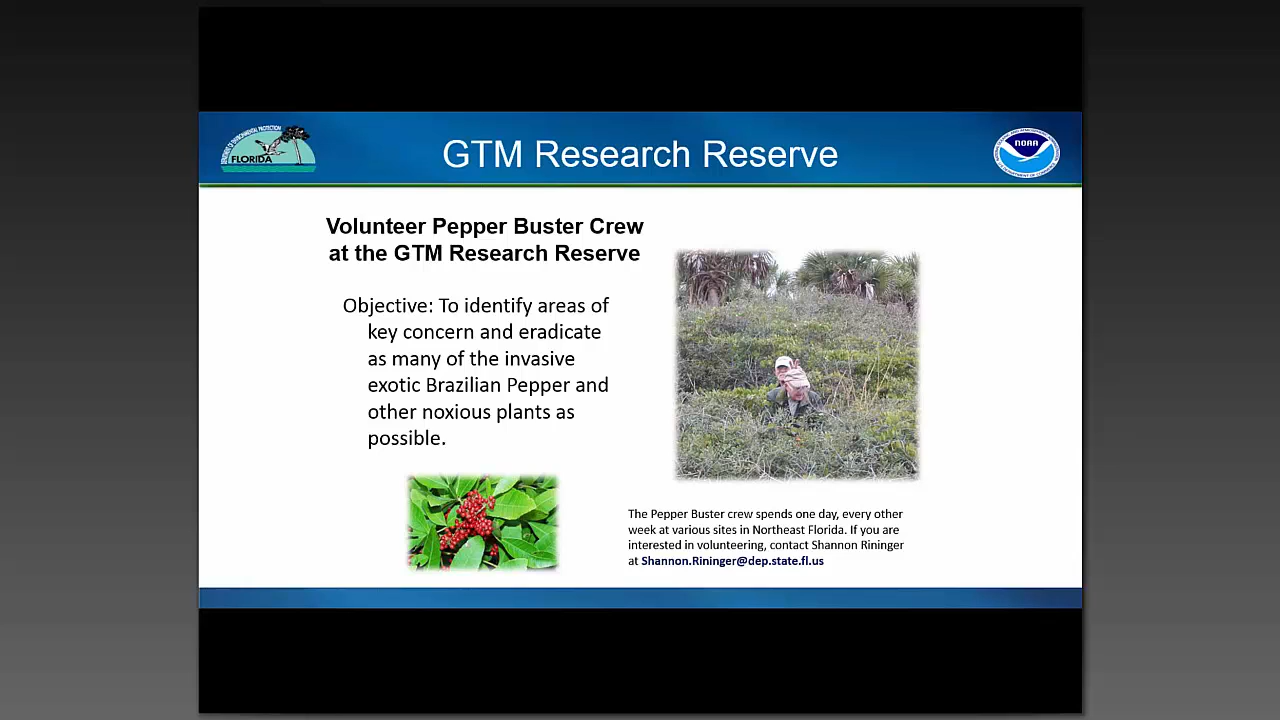 GTM Research Reserve
FLORIDA
NOAA
Volunteer Pepper Buster Crew
at the GTM Research Reserve
Objective: To identify areas of
key concern and eradicate
as many of the invasive
exotic Brazilian Pepper and
other noxious plants as
possible.
The Pepper Buster crew spends one day, every other
week at various sites in Northeast Florida. If you are
interested in volunteering, contact Shannon Rininger
at Shannon.Rininger@dep.state.fl.us